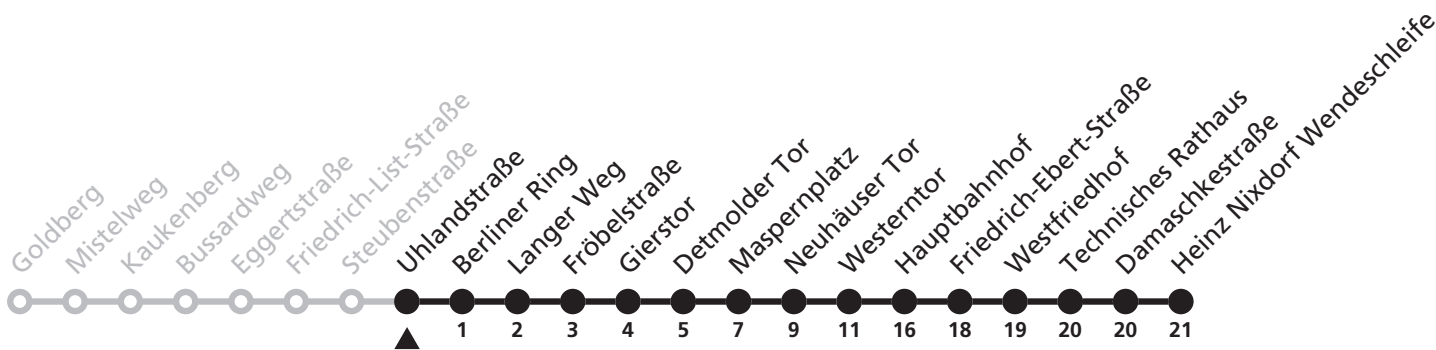 Goldberg
Mistelweg
Kaukenberg
Bussardweg
Eggertstraße
Friedrich-List-Straße
Steubenstraße
Uhlandstraße
Berliner Ring
Langer Weg
Fröbelstraße
Gierstor
Detmolder Tor
Maspernplatz
Neuhäuser Tor
Westerntor
Hauptbahnhof
Friedrich-Ebert-Straße
Westfriedhof
Technisches Rathaus
Damaschkestraße
Heinz Nixdorf Wendeschleife
1 2 3 4 5 7 9 11 16 18 19 20 20 21